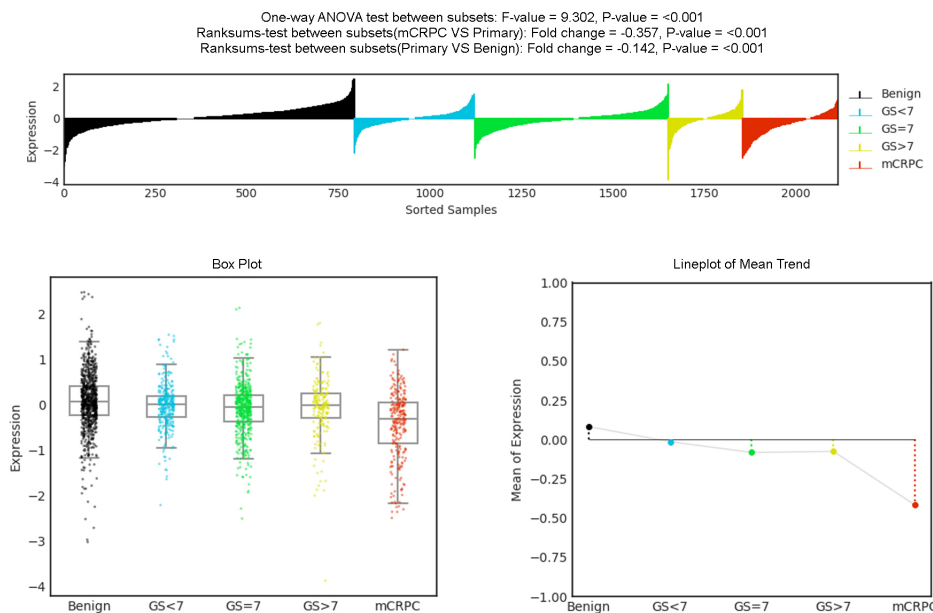 One-way ANOVA test between subsets: F-value = 9.302, P-value = <0.001
Ranksums-test between subsets(mCRPC VS Primary): Fold change = -0.357, P-value = <0.001
Ranksums-test between subsets(Primary VS Benign): Fold change = -0.142, P-value = <0.001
Expression
2
0
−2
−4
0
250
500
750
1000
1250
1500
1750
2000
Sorted Samples
Benign
GS<7
GS=7
GS>7
mCRPC
Box Plot
Expression
2
1
0
−1
−2
−3
−4
Benign
GS<7
GS=7
GS>7
mCRPC
Lineplot of Mean Trend
Mean of Expression
1.00
0.75
0.50
0.25
0.00
−0.25
−0.50
−0.75
−1.00
Benign
GS<7
GS=7
GS>7
mCRPC